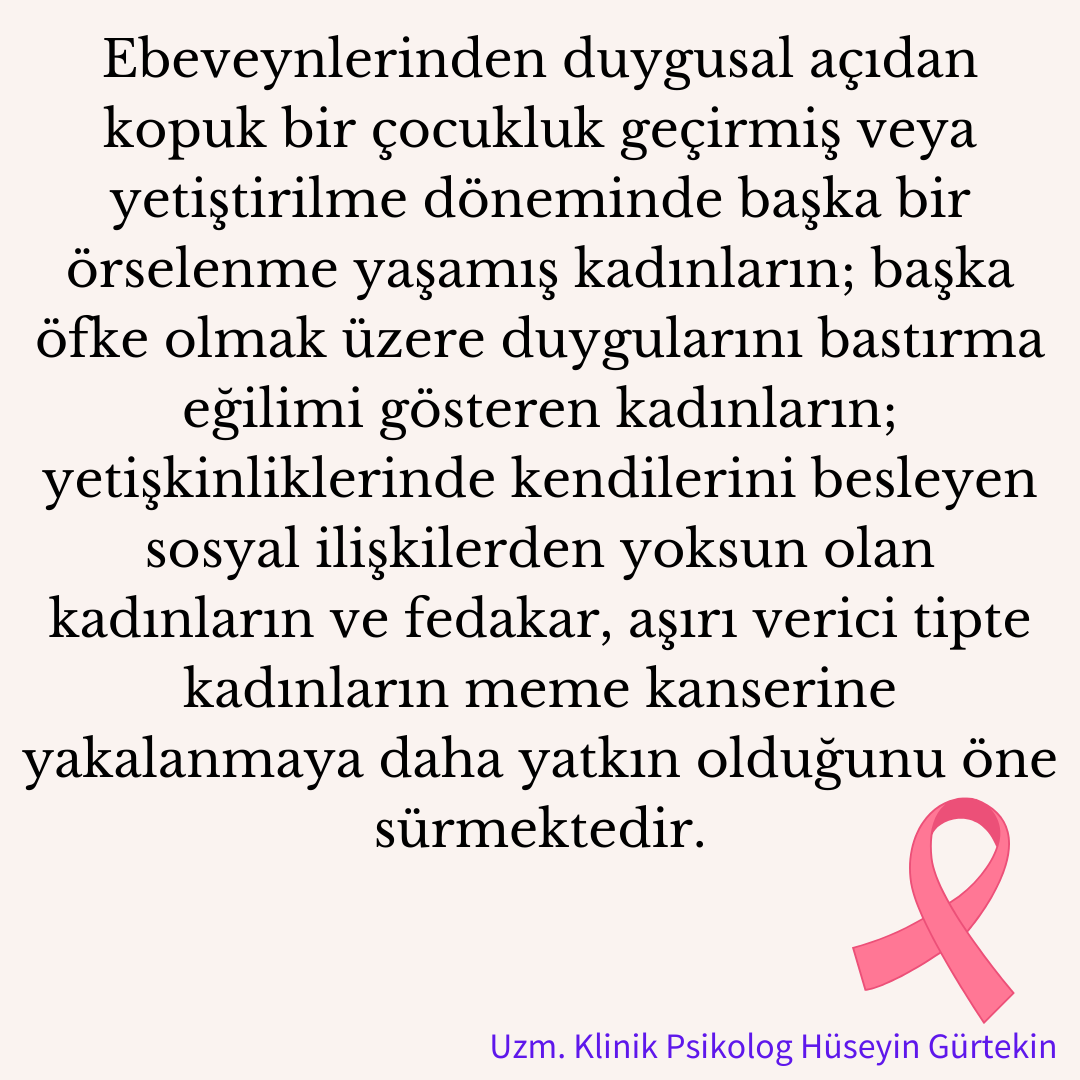 Ebeveynlerinden duygusal açıdan
kopuk bir çocukluk geçirmiş veya
yetiştirilme döneminde başka bir
örselenme yaşamış kadınların; başka
öfke olmak üzere duygularını bastırma
eğilimi gösteren kadınların;
yetişkinliklerinde kendilerini besleyen
sosyal ilişkilerden yoksun olan
kadınların ve fedakar, aşırı verici tipte
kadınların meme kanserine
yakalanmaya daha yatkın olduğunu öne
sürmektedir.
Uzm. Klinik Psikolog Hüseyin Gürtekin